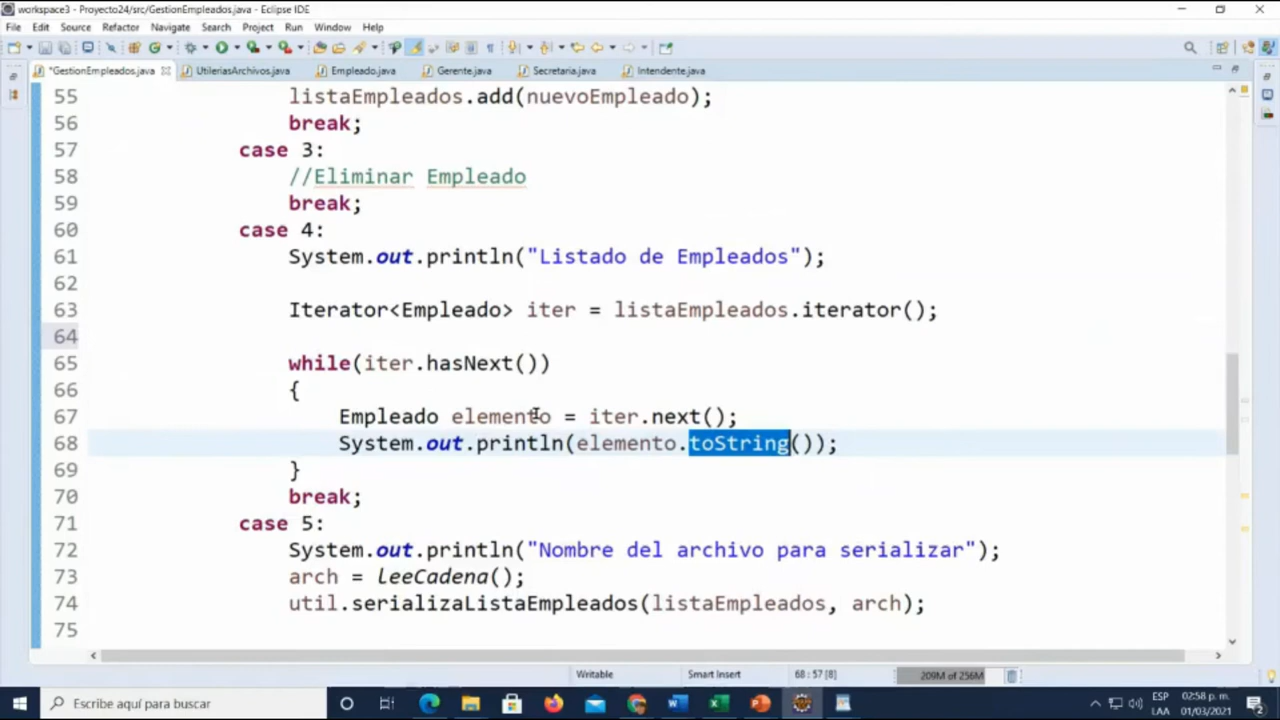 workspace3 - Proyecto24/src/GestionEmpleados.java - Eclipse IDE
File Edit Source Refactor Navigate Search Project Run Window Help
*GestionEmpleados.java UtileriasArchivos.java Empleado.java Gerente.java Secretaria.java Intendente.java
55 listaEmpleados.add(nuevoEmpleado);
56 break;
57 case 3:
58 //Eliminar Empleado
59 break;
60 case 4:
61 System.out.println("Listado de Empleados");
62
63 Iterator<Empleado> iter = listaEmpleados.iterator();
64
65 while(iter.hasNext())
66 {
67 Empleado elemento = iter.next();
68 System.out.println(elemento.toString());
69 }
70 break;
71 case 5:
72 System.out.println("Nombre del archivo para serializar");
73 arch = LeeCadena();
74 util.serializaListaEmpleados(listaEmpleados, arch);
75
Writable Smart Insert 68 : 57 [8] 209M of 256M
Escribe aquí para buscar
ESP 02:58 p. m.
LAA 01/03/2021
2